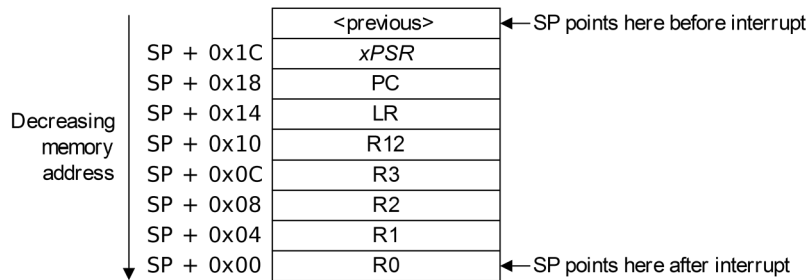 <previous>
SP points here before interrupt
SP + 0x1C
xPSR
SP + 0x18
PC
SP + 0x14
LR
Decreasing
memory
address
SP + 0x10
R12
SP + 0x0C
R3
SP + 0x08
R2
SP + 0x04
R1
SP + 0x00
R0
SP points here after interrupt